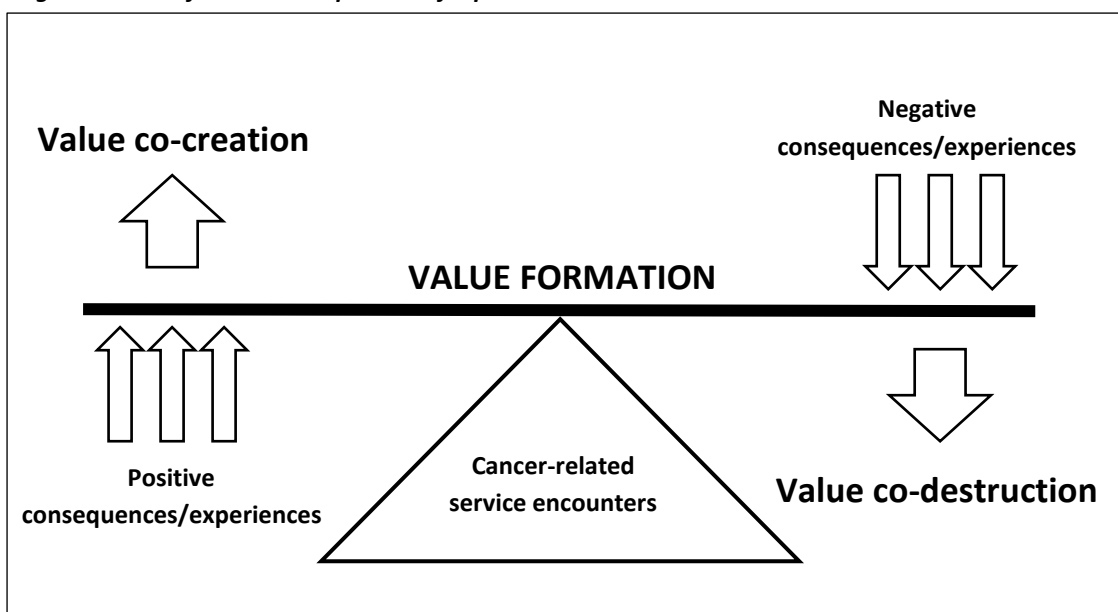 Value co-creation
Negative
consequences/experiences
VALUE FORMATION
Positive
consequences/experiences
Cancer-related
service encounters
Value co-destruction